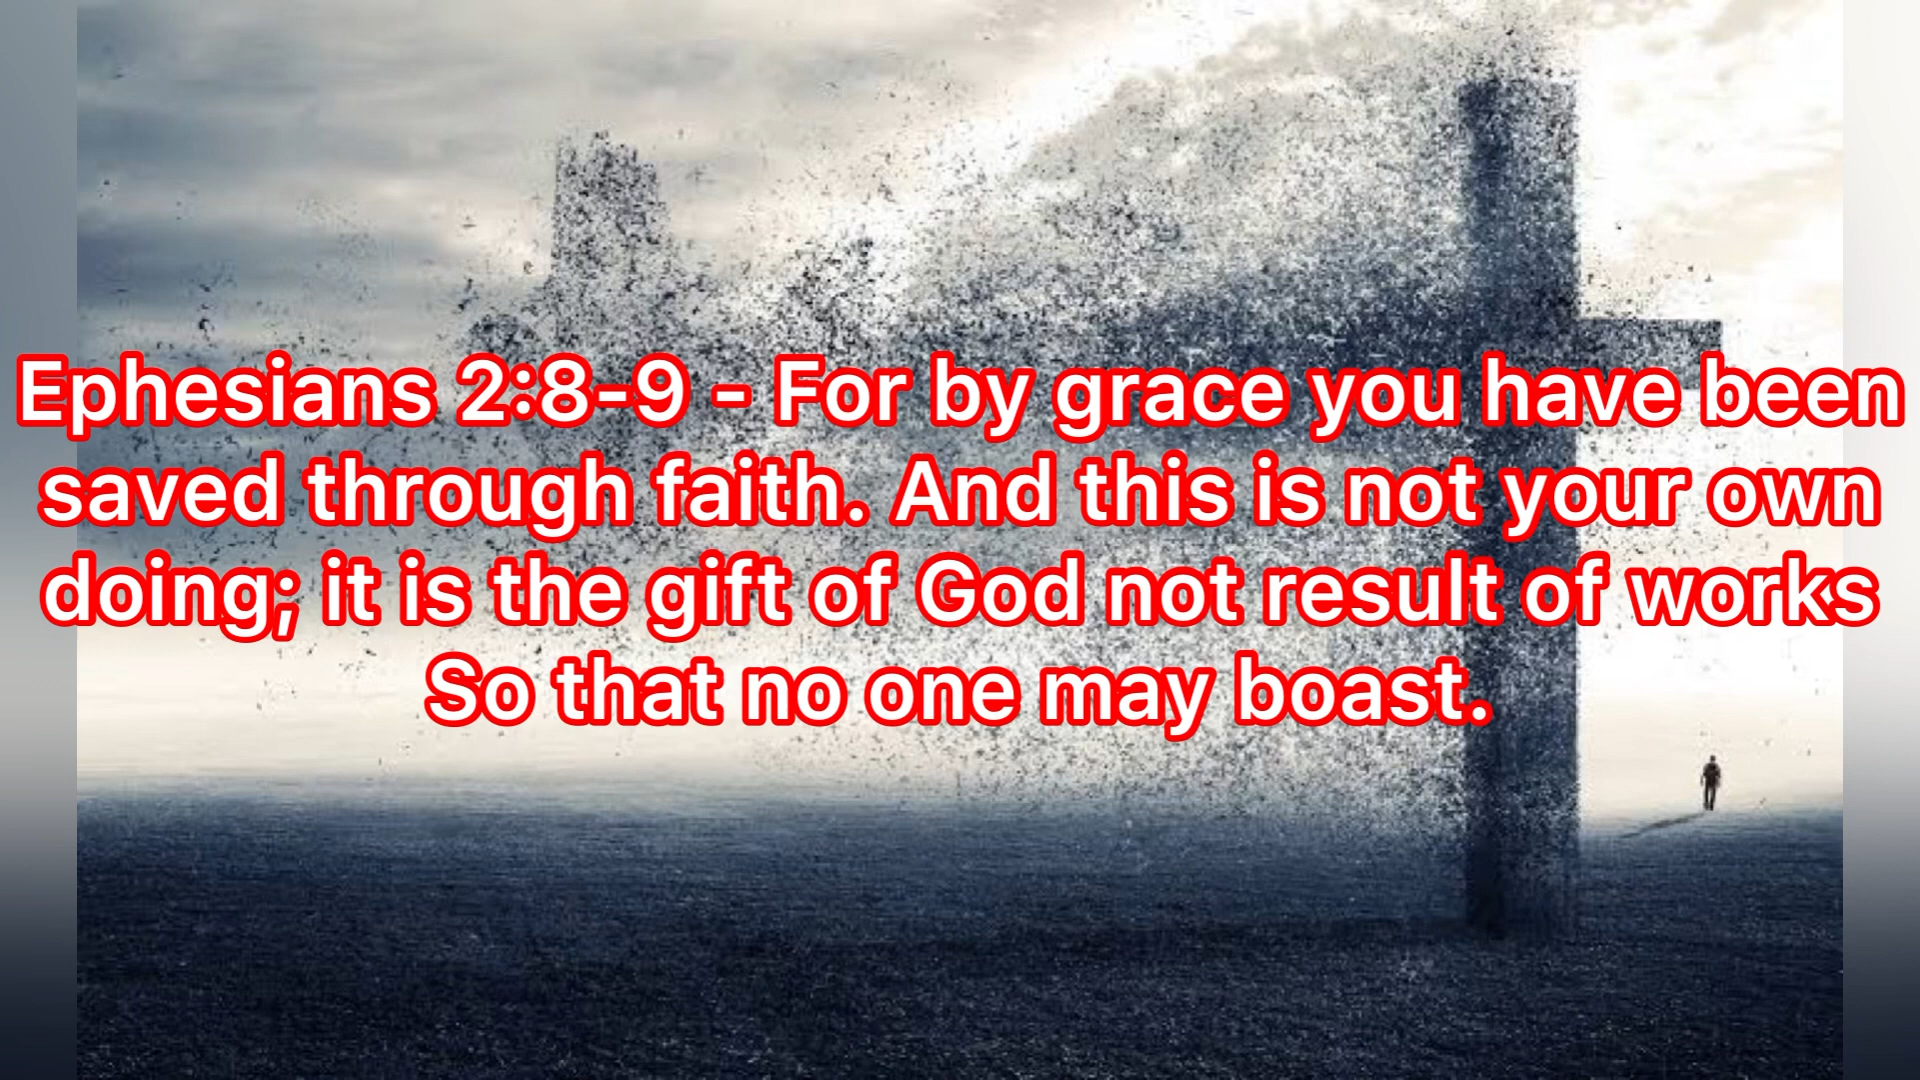 Ephesians 2:8-9 - For by grace you have been
saved through faith. And this is not your own
doing; it is the gift of God not result of works
So that no one may boast.